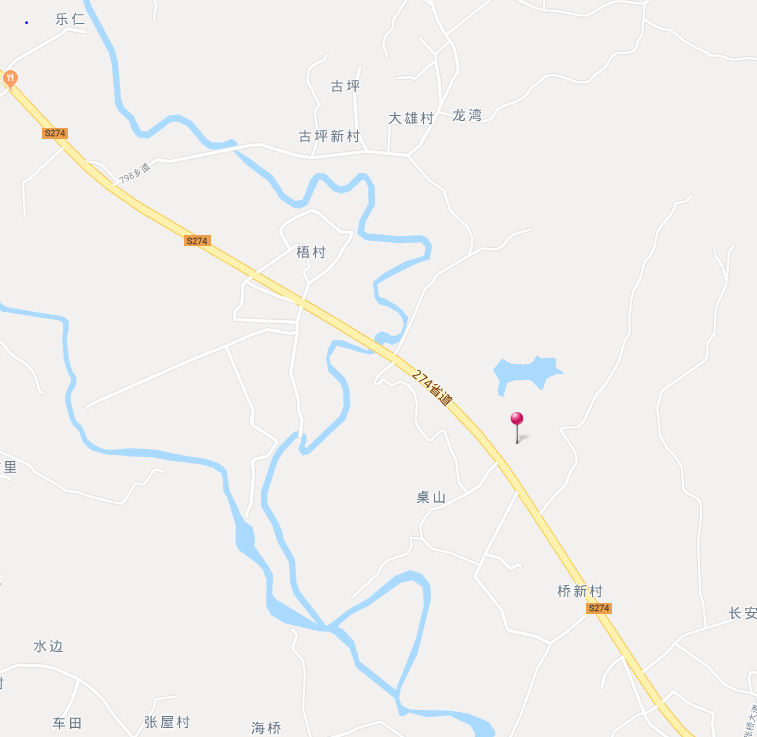 乐仁
古坪
大雄村
龙湾
S274
古坪新村
798乡道
S274
梧村
274省道
里
桌山
桥新村
S274
长安
水边
村
车田
张屋村
海桥